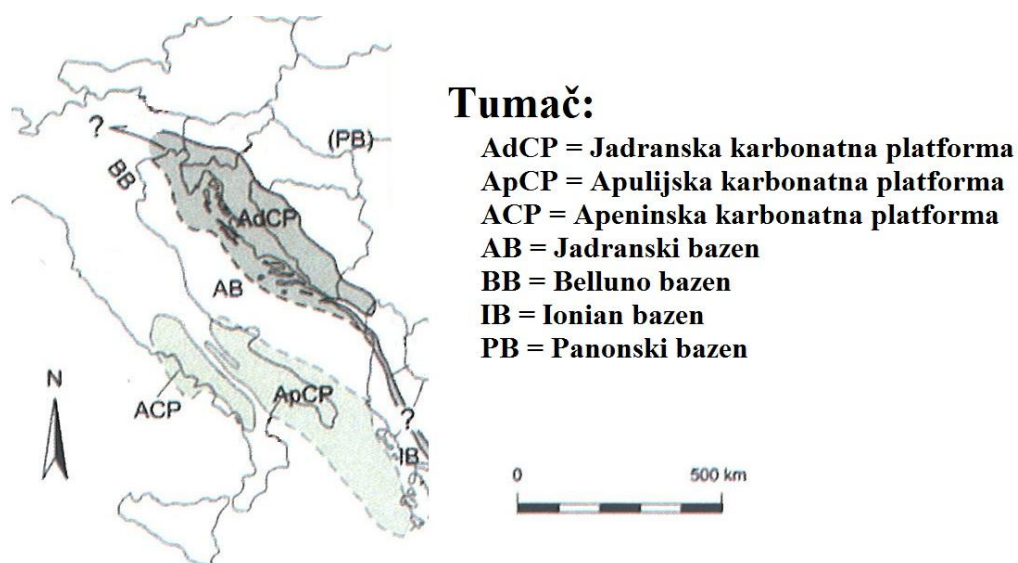 ?
(PB)
BB
AdCP
AB
ApCP
ACP
?
IB
N
Tumač:
AdCP = Jadranska karbonatna platforma
ApCP = Apulijska karbonatna platforma
ACP = Apeninska karbonatna platforma
AB = Jadranski bazen
BB = Belluno bazen
IB = Ionian bazen
PB = Panonski bazen
0 500 km